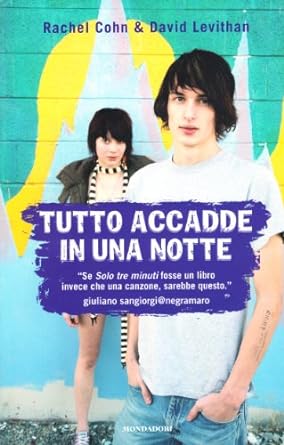 Rachel Cohn & David Levithan
TUTTO ACCADDE
IN UNA NOTTE
“Se Solo tre minuti fosse un libro
invece che una canzone, sarebbe questo.”
giuliano sangiorgi@negramaro
MONDADORI